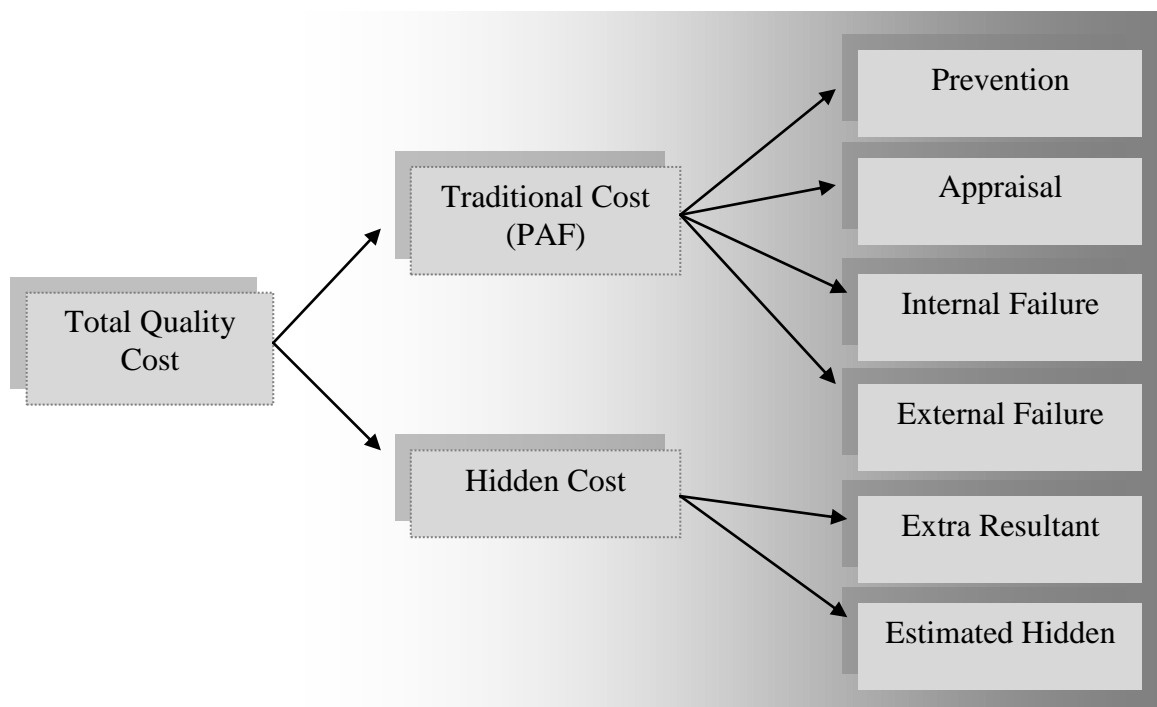 Total Quality
Cost
Traditional Cost
(PAF)
Hidden Cost
Prevention
Appraisal
Internal Failure
External Failure
Extra Resultant
Estimated Hidden